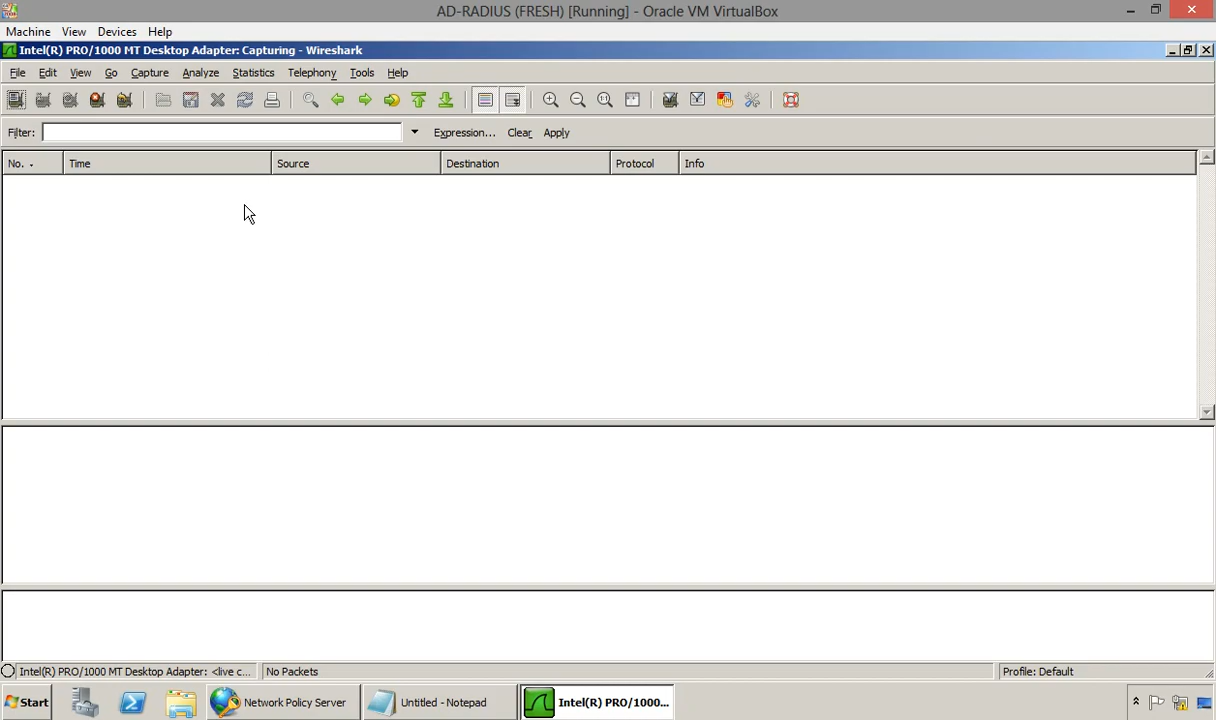 AD-RADIUS (FRESH) [Running] - Oracle VM VirtualBox
Machine View Devices Help
Intel(R) PRO/1000 MT Desktop Adapter: Capturing - Wireshark
File Edit View Go Capture Analyze Statistics Telephony Tools Help
Filter: Expression... Clear Apply
No. Time Source Destination Protocol Info
Intel(R) PRO/1000 MT Desktop Adapter: <live c... No Packets Profile: Default
Start Network Policy Server Untitled - Notepad Intel(R) PRO/1000...